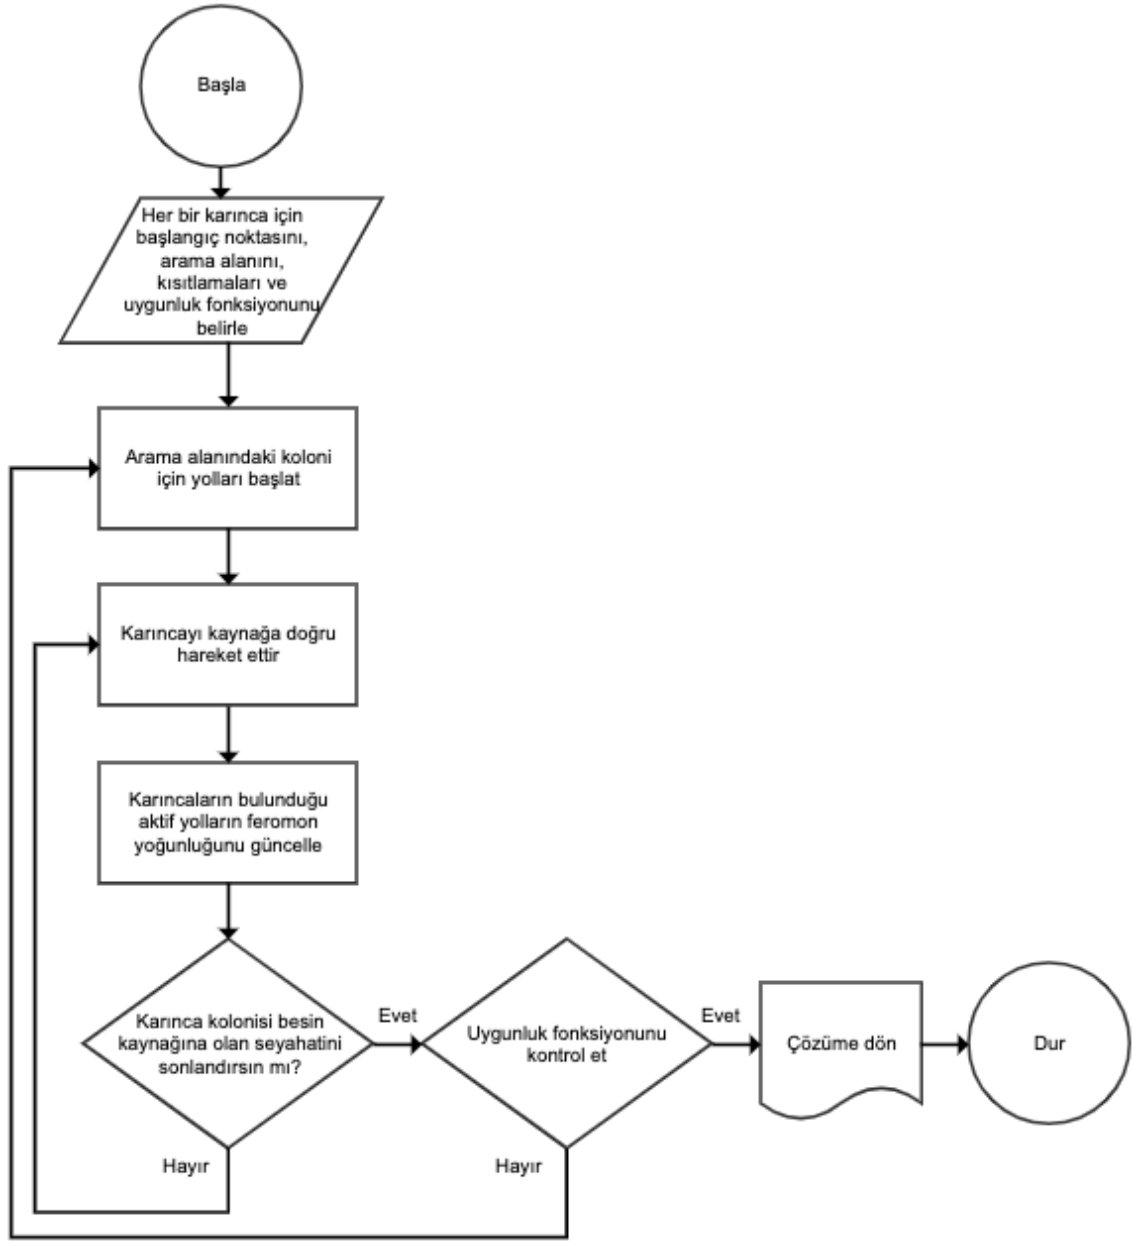 Başla
Her bir karınca için
başlangıç noktasını,
arama alanını,
kısıtlamaları ve
uygunluk fonksiyonunu
belirle
Arama alanındaki koloni
için yolları başlat
Karıncayı kaynağa doğru
hareket ettir
Karıncaların bulunduğu
aktif yolların feromon
yoğunluğunu güncelle
Karınca kolonisi besin
kaynağına olan seyahatini
sonlandırsın mı?
Evet
Hayır
Uygunluk fonksiyonunu
kontrol et
Evet
Hayır
Çözüme dön
Dur